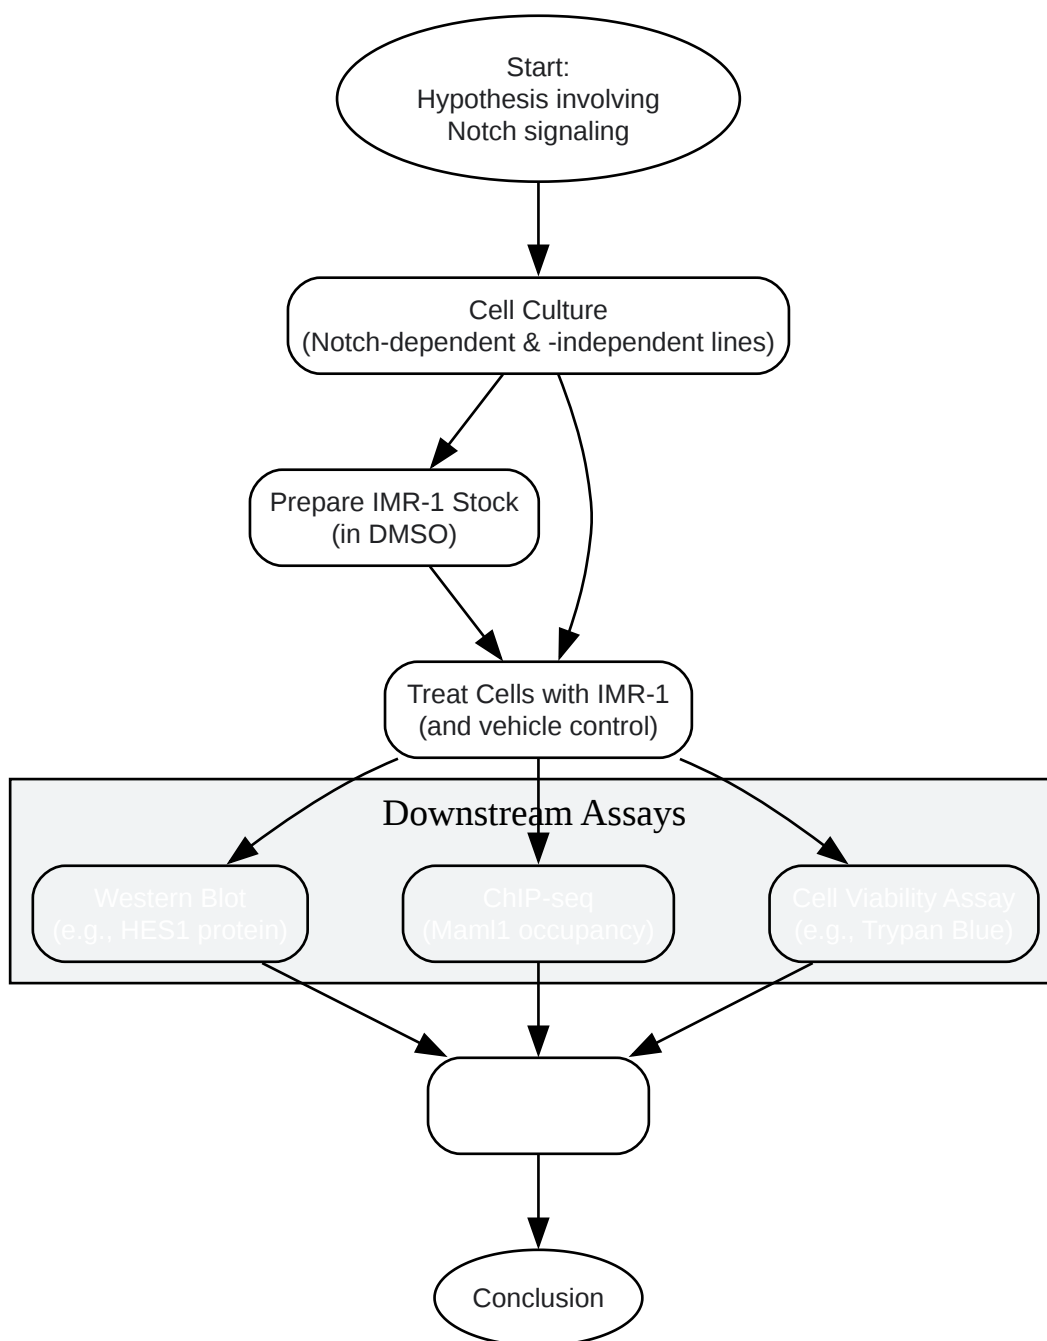 Start:
Hypothesis involving
Notch signaling
Cell Culture
(Notch-dependent & -independent lines)
Prepare IMR-1 Stock
(in DMSO)
Treat Cells with IMR-1
(and vehicle control)
Downstream Assays
Western Blot
(e.g., HES1 protein)
ChIP-seq
(Maml1 occupancy)
Cell Viability Assay
(e.g., Trypan Blue)
Conclusion